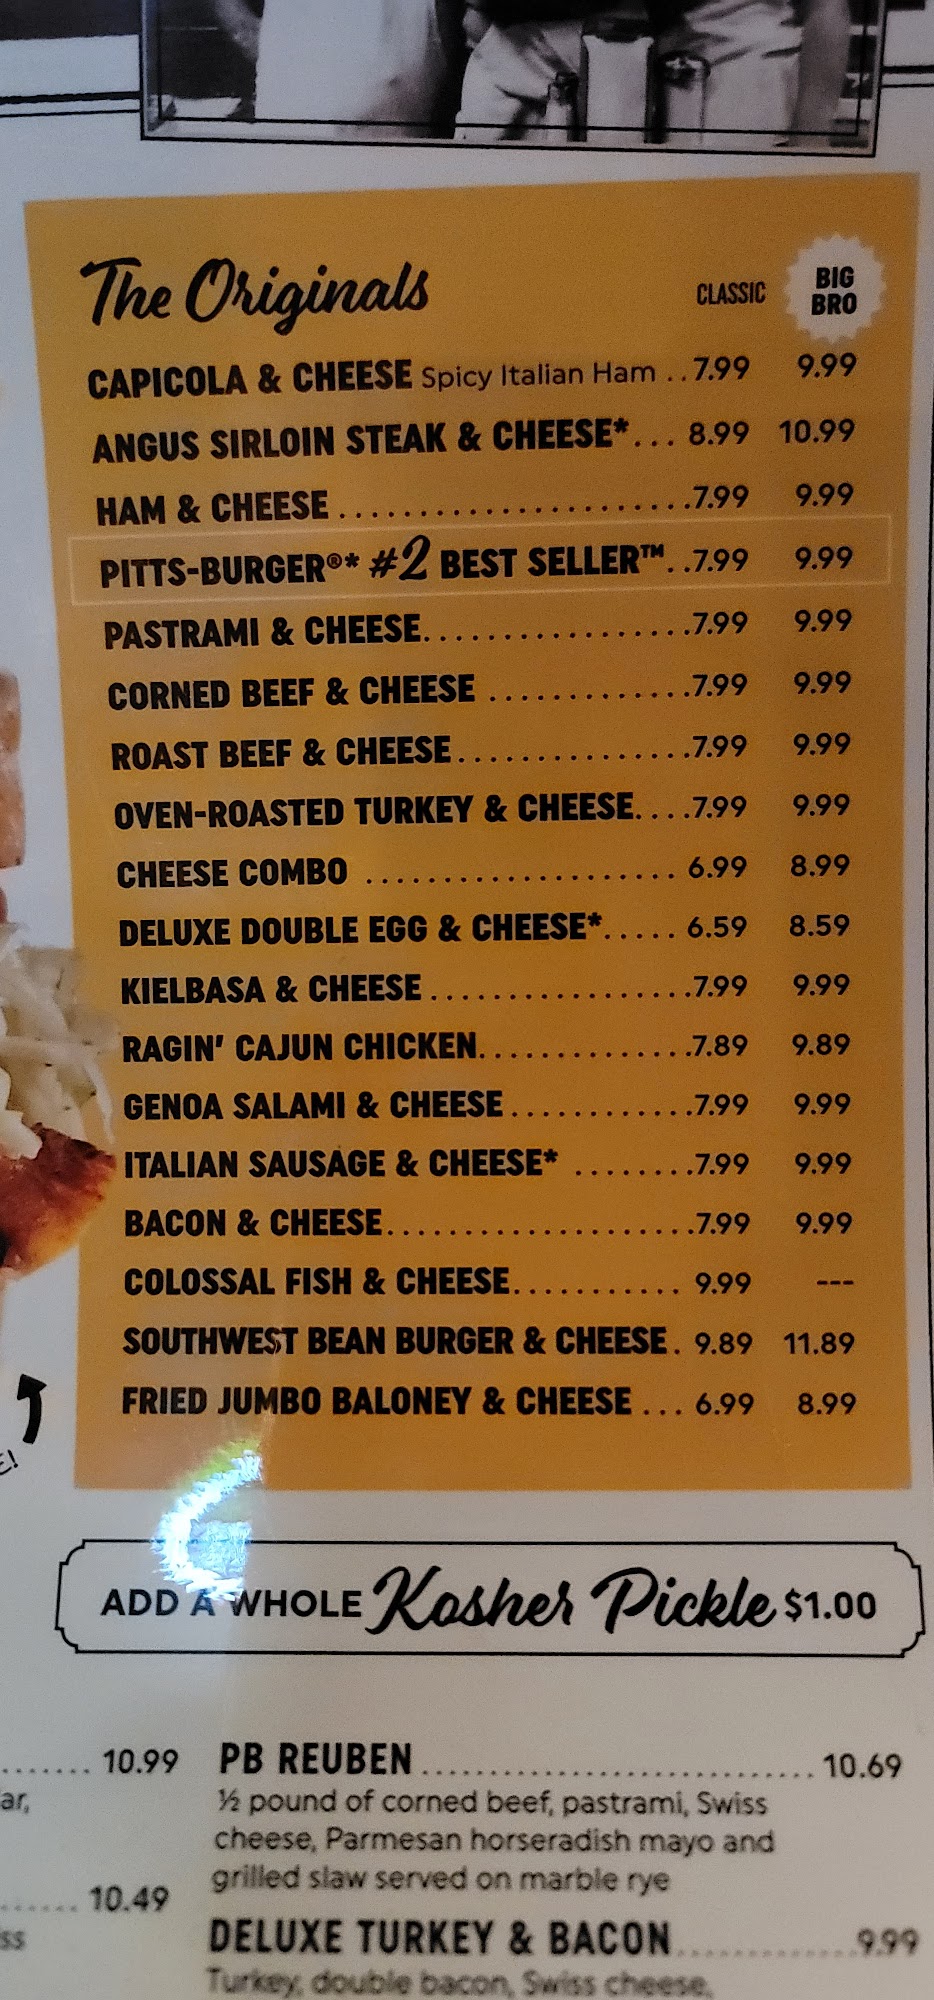 The Originals CLASSIC BIG BRO
CAPICOLA & CHEESE Spicy Italian Ham ..7.99 9.99
ANGUS SIRLOIN STEAK & CHEESE*... 8.99 10.99
HAM & CHEESE .......................7.99 9.99
PITTS-BURGER®* #2 BEST SELLER™..7.99 9.99
PASTRAMI & CHEESE.................7.99 9.99
CORNED BEEF & CHEESE .............7.99 9.99
ROAST BEEF & CHEESE...............7.99 9.99
OVEN-ROASTED TURKEY & CHEESE....7.99 9.99
CHEESE COMBO ..................... 6.99 8.99
DELUXE DOUBLE EGG & CHEESE*..... 6.59 8.59
KIELBASA & CHEESE.................7.99 9.99
RAGIN' CAJUN CHICKEN..............7.89 9.89
GENOA SALAMI & CHEESE............7.99 9.99
ITALIAN SAUSAGE & CHEESE* ........7.99 9.99
BACON & CHEESE....................7.99 9.99
COLOSSAL FISH & CHEESE........... 9.99 ---
SOUTHWEST BEAN BURGER & CHEESE. 9.89 11.89
FRIED JUMBO BALONEY & CHEESE ... 6.99 8.99
E!
ADD A WHOLE Kosher Pickle $1.00
....... 10.99
ar,
...... 10.49
ss
PB REUBEN............................ 10.69
½ pound of corned beef, pastrami, Swiss
cheese, Parmesan horseradish mayo and
grilled slaw served on marble rye
DELUXE TURKEY & BACON.............9.99
Turkey, double bacon, Swiss cheese,